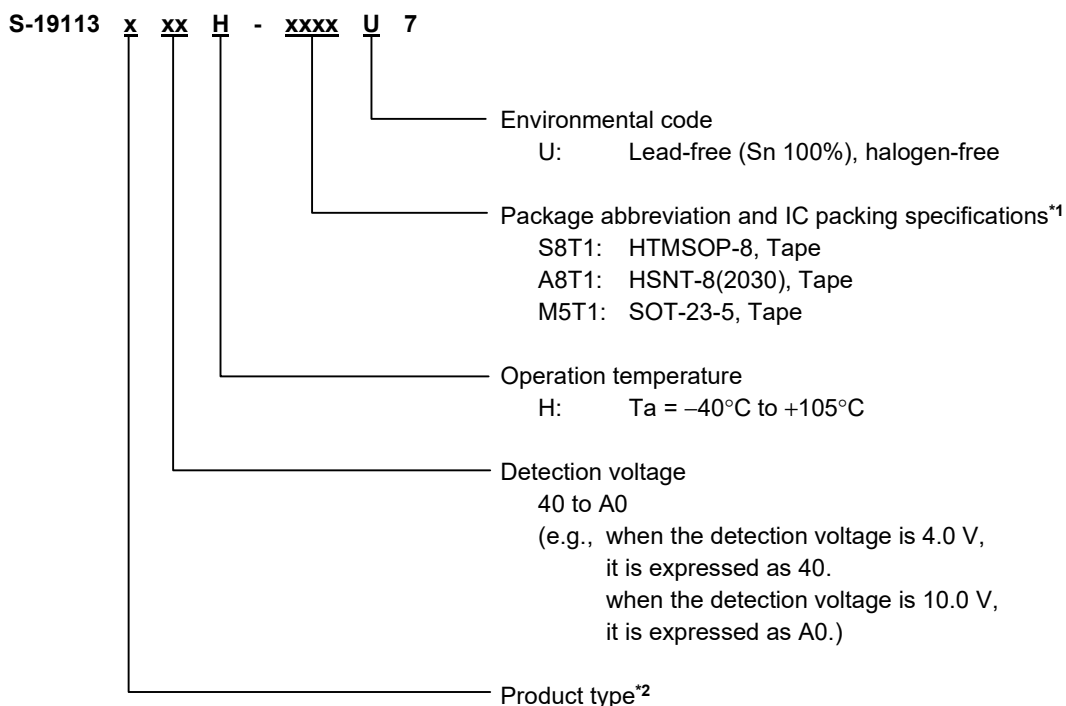 S-19113 x xx H - xxxx U 7
Environmental code
U: Lead-free (Sn 100%), halogen-free
Package abbreviation and IC packing specifications*1
S8T1: HTMSOP-8, Tape
A8T1: HSNT-8(2030), Tape
M5T1: SOT-23-5, Tape
Operation temperature
H: Ta = −40°C to +105°C
Detection voltage
40 to A0
(e.g., when the detection voltage is 4.0 V,
it is expressed as 40.
when the detection voltage is 10.0 V,
it is expressed as A0.)
Product type*2